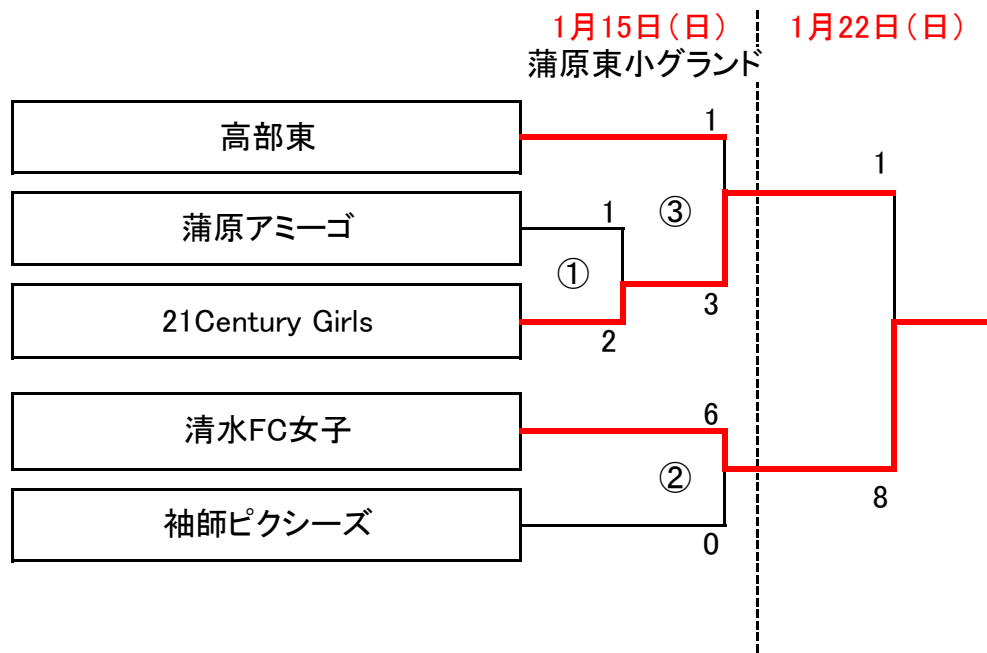 1月15日（日）
1月22日（日）
蒲原東小グランド
高部東
1
1
蒲原アミーゴ
1
③
①
21Century Girls
3
2
清水FC女子
6
②
8
袖師ピクシーズ
0